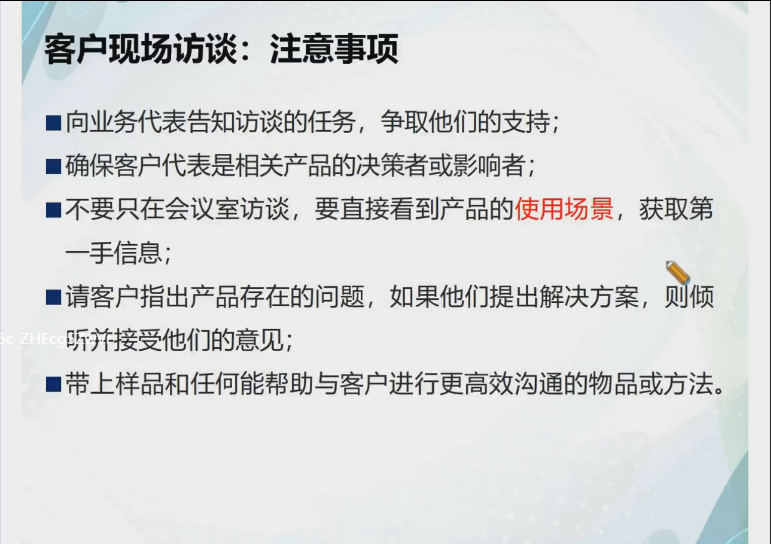 客户现场访谈：注意事项
■向业务代表告知访谈的任务，争取他们的支持；
■确保客户代表是相关产品的决策者或影响者；
■不要只在会议室访谈，要直接看到产品的使用场景，获取第
一手信息；
■请客户指出产品存在的问题，如果他们提出解决方案，则倾
听并接受他们的意见；
■带上样品和任何能帮助与客户进行更高效沟通的物品或方法。